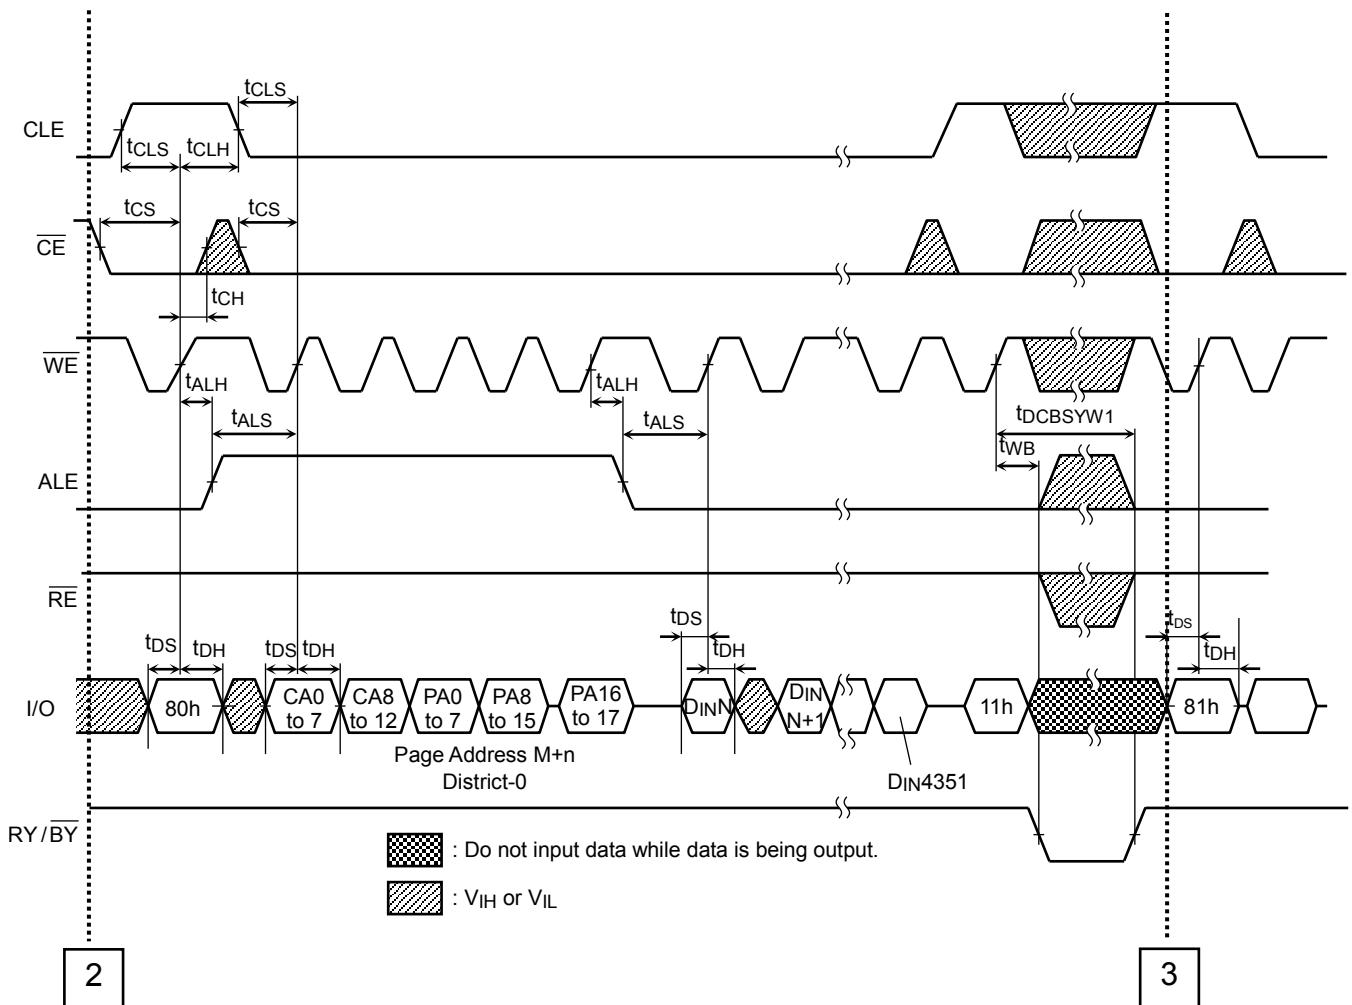 tCLS
CLE
tCLS
tCLH
tCS
tCS
CE
tCH
WE
tALH
tALH
tALS
tALS
tDCBSYW1
tWB
ALE
RE
tDS
tDH
tDS
tDH
tDS
tDH
tDS
tDH
I/O
80h
CA0
to 7
CA8
to 12
PA0
to 7
PA8
to 15
PA16
to 17
DINN
DIN
N+1
11h
81h
Page Address M+n
District-0
DIN4351
RY/BY
: Do not input data while data is being output.
: VIH or VIL
2
3